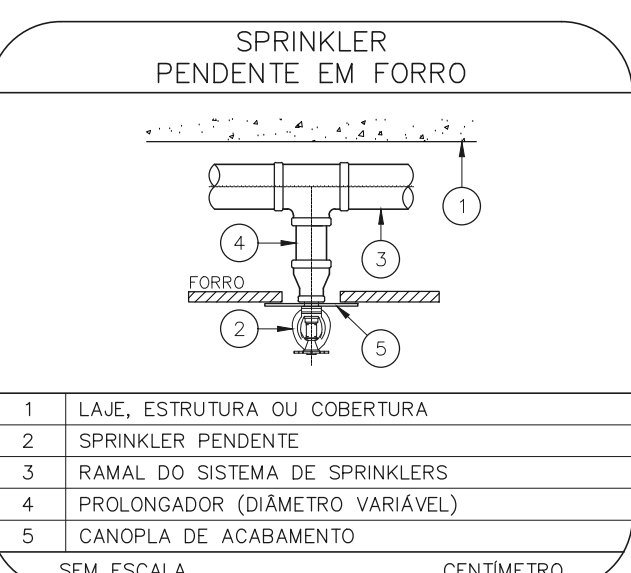 SPRINKLER
PENDENTE EM FORRO
1
4
3
FORRO
2
5
1 LAJE, ESTRUTURA OU COBERTURA
2 SPRINKLER PENDENTE
3 RAMAL DO SISTEMA DE SPRINKLERS
4 PROLONGADOR (DIÂMETRO VARIÁVEL)
5 CANOPLA DE ACABAMENTO
SEM ESCALA CENTÍMETRO